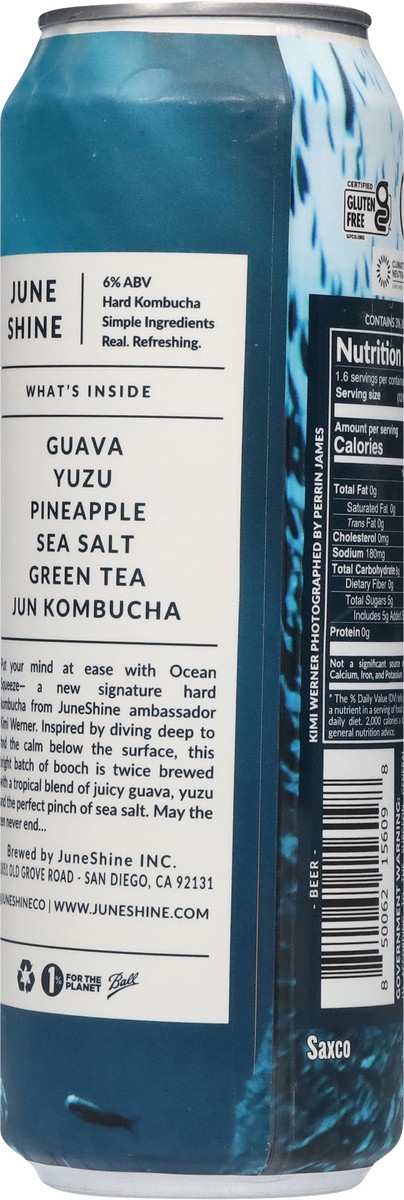 JUNE
SHINE
6% ABV
Hard Kombucha
Simple Ingredients
Real. Refreshing.
WHAT'S INSIDE
GUAVA
YUZU
PINEAPPLE
SEA SALT
GREEN TEA
JUN KOMBUCHA
Put your mind at ease with Ocean
Squeeze— a new signature hard
kombucha from JuneShine ambassador
Kimi Werner. Inspired by diving deep to
find the calm below the surface, this
bright batch of booch is twice brewed
with a tropical blend of juicy guava, yuzu
and the perfect pinch of sea salt. May the
never end...
Brewed by JuneShine INC.
OLD GROVE ROAD - SAN DIEGO, CA 92131
JUNESHINECO | WWW.JUNESHINE.COM
1%
FOR THE
PLANET
Ball
CERTIFIED
GLUTEN
FREE
GFCO.ORG
CONTAINS
Nutrition
1.6 servings per
Serving size
Amount per serving
Calories
Total Fat 0g
Saturated Fat 0g
Trans Fat 0g
Cholesterol 0mg
Sodium 180mg
Total Carbohydrate
Dietary Fiber 0g
Total Sugars 5g
Includes 5g Added
Protein 0g
Not a significant source
Calcium, Iron, and
* The % Daily Value (DV)
a nutrient in a serving of
daily diet. 2,000 calories a
general nutrition advice.
KIMI WERNER PHOTOGRAPHED BY PERRIN JAMES
- BEER -
8 50062 15609 8
GOVERNMENT WARNING:
Saxco